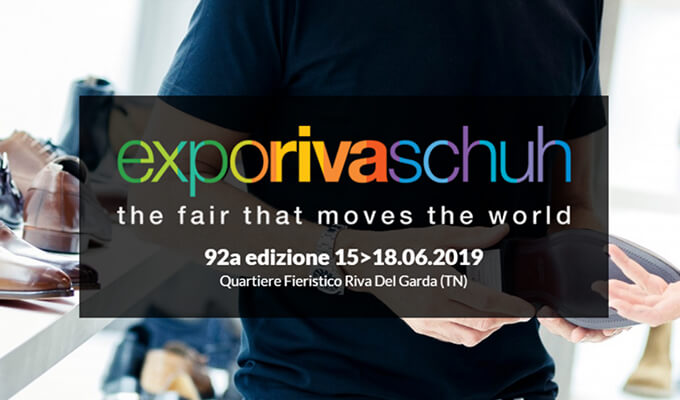 exporivaschuh
the fair that moves the world
92a edizione 15>18.06.2019
Quartiere Fieristico Riva Del Garda (TN)